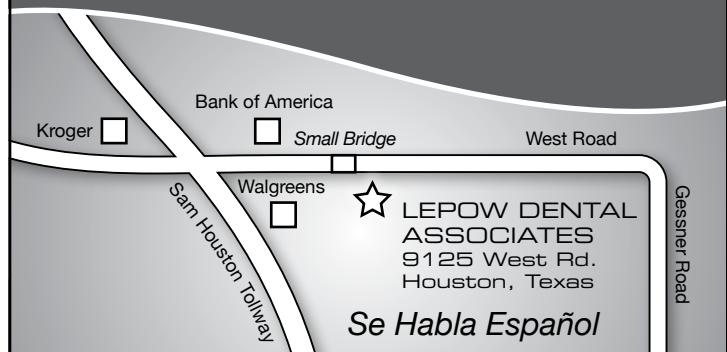 Bank of America
Kroger
Small Bridge
West Road
Walgreens
Sam Houston Tollway
Gessner Road
LEPOW DENTAL
ASSOCIATES
9125 West Rd.
Houston, Texas
Se Habla Español